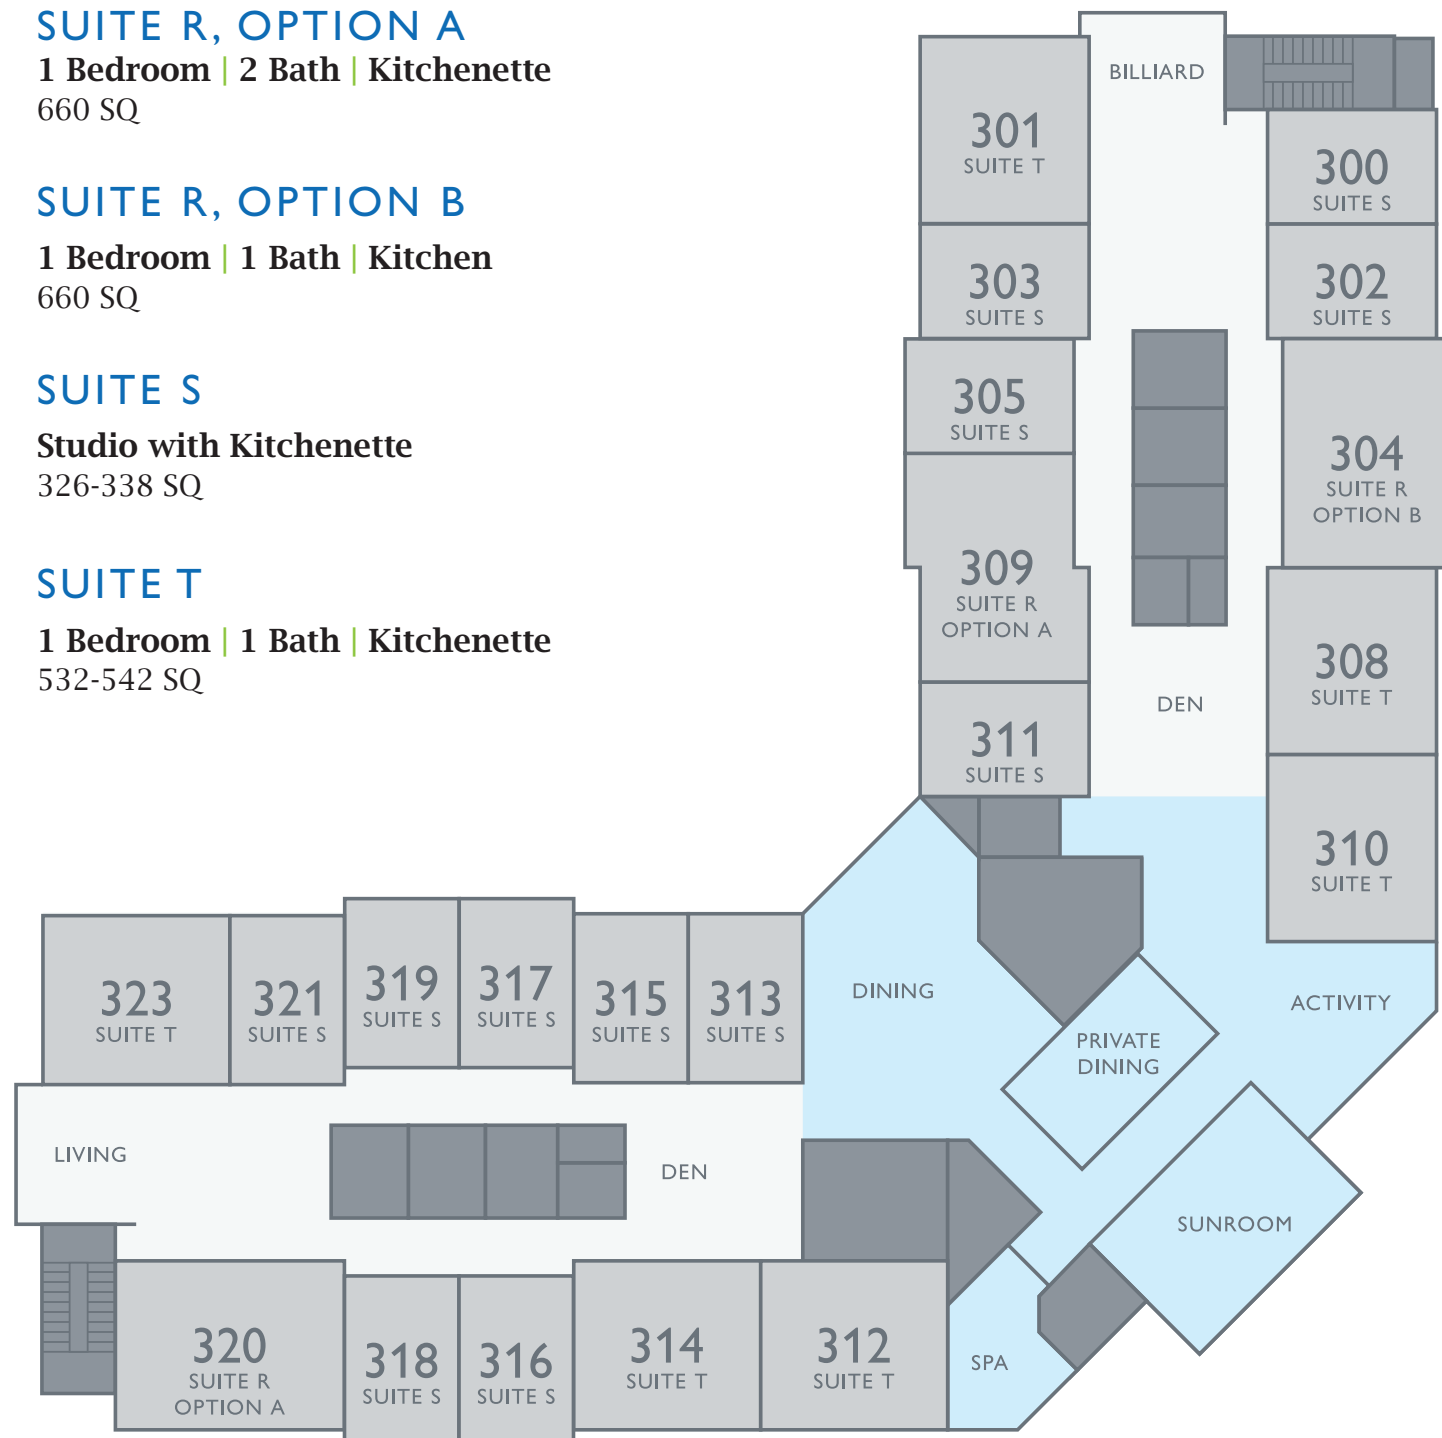 SUITE R, OPTION A
1 Bedroom | 2 Bath | Kitchenette
660 SQ
SUITE R, OPTION B
1 Bedroom | 1 Bath | Kitchen
660 SQ
SUITE S
Studio with Kitchenette
326-338 SQ
SUITE T
1 Bedroom | 1 Bath | Kitchenette
532-542 SQ
BILLIARD
301
SUITE T
300
SUITE S
303
SUITE S
302
SUITE S
305
SUITE S
304
SUITE R
OPTION B
309
SUITE R
OPTION A
308
SUITE T
DEN
311
SUITE S
310
SUITE T
323
SUITE T
321
SUITE S
319
SUITE S
317
SUITE S
315
SUITE S
313
SUITE S
DINING
ACTIVITY
PRIVATE
DINING
LIVING
DEN
SUNROOM
320
SUITE R
OPTION A
318
SUITE S
316
SUITE S
314
SUITE T
312
SUITE T
SPA